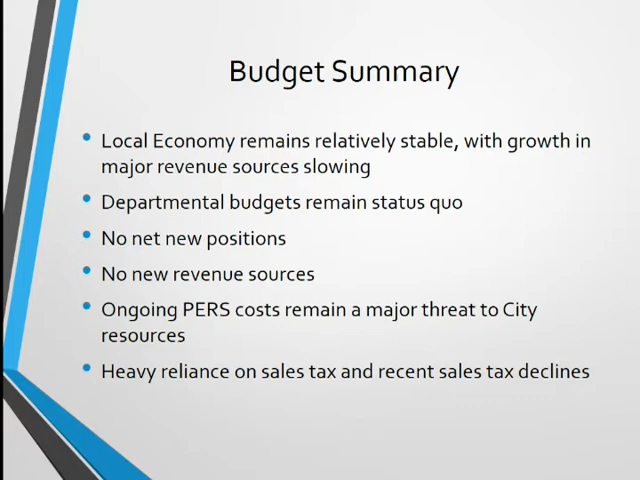 Budget Summary
• Local Economy remains relatively stable, with growth in
major revenue sources slowing
• Departmental budgets remain status quo
• No net new positions
• No new revenue sources
• Ongoing PERS costs remain a major threat to City
resources
• Heavy reliance on sales tax and recent sales tax declines